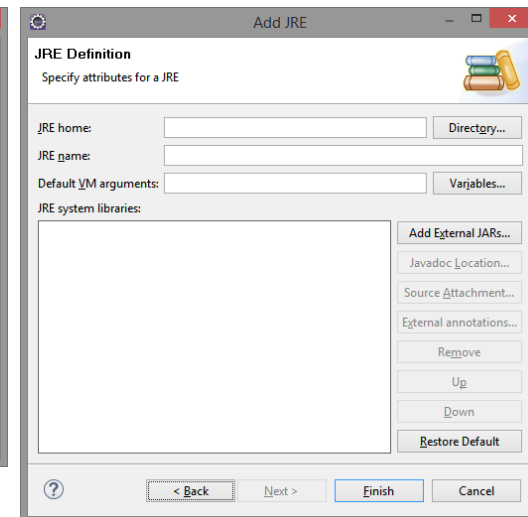 Add JRE
JRE Definition
Specify attributes for a JRE
JRE home:
Directory...
JRE name:
Default VM arguments:
Variables...
JRE system libraries:
Add External JARs...
Javadoc Location...
Source Attachment...
External annotations...
Remove
Up
Down
Restore Default
< Back
Next >
Finish
Cancel